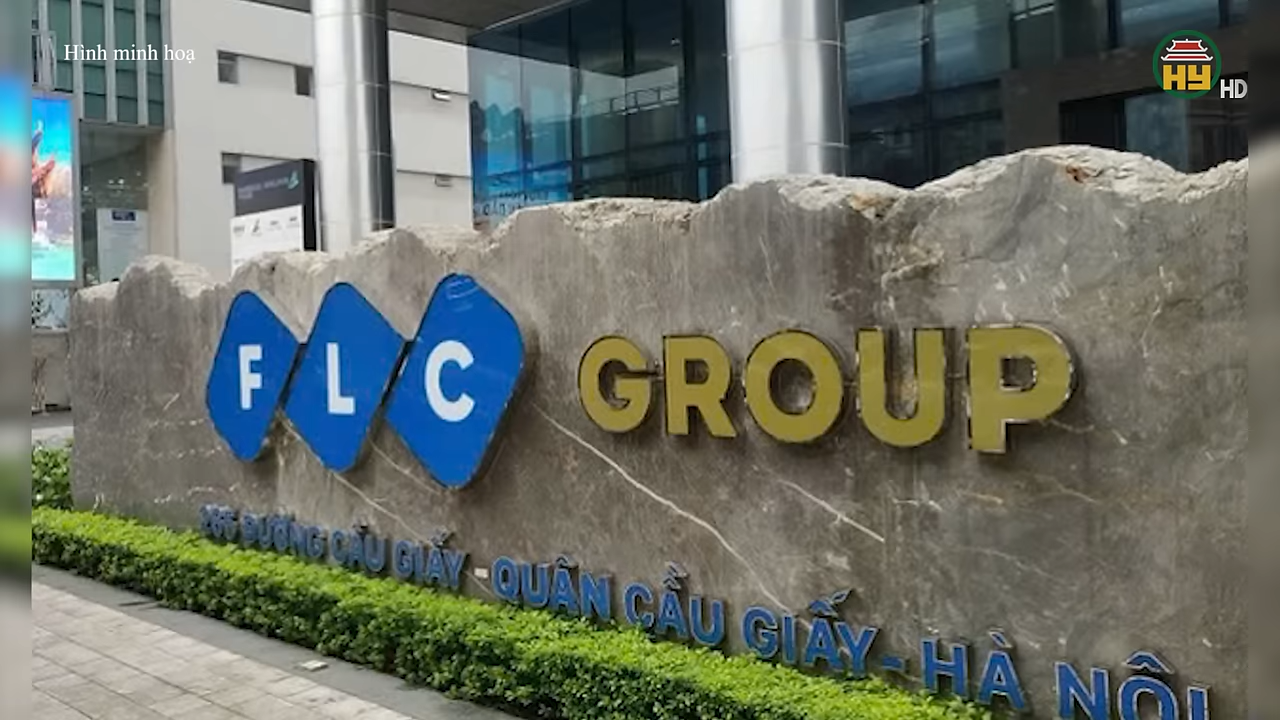 Hình minh hoạ
HY
HD
FLC GROUP
265 ĐƯỜNG CẦU GIẤY - QUẬN CẦU GIẤY - HÀ NỘI